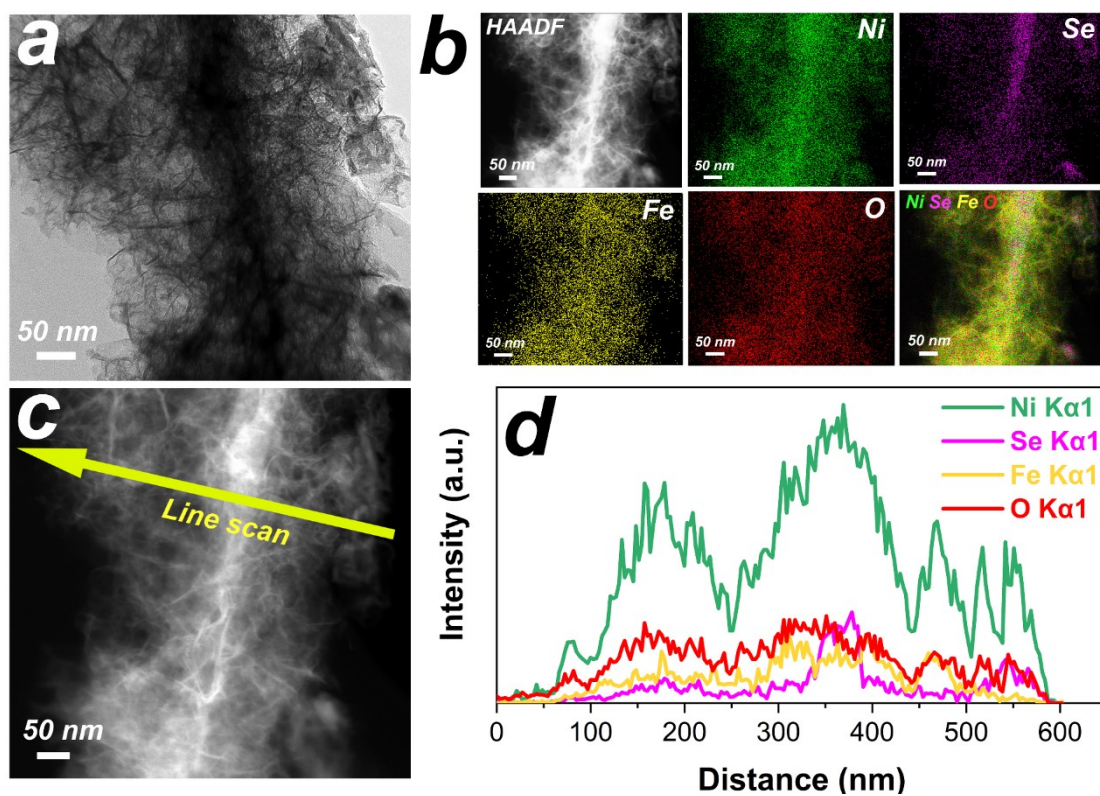 a
50 nm
b
HAADF
50 nm
Ni
50 nm
Se
50 nm
Fe
50 nm
O
50 nm
Ni Se Fe O
50 nm
c
Line scan
50 nm
d
Ni Kα1
Se Kα1
Fe Kα1
O Kα1
Intensity (a.u.)
0 100 200 300 400 500 600
Distance (nm)